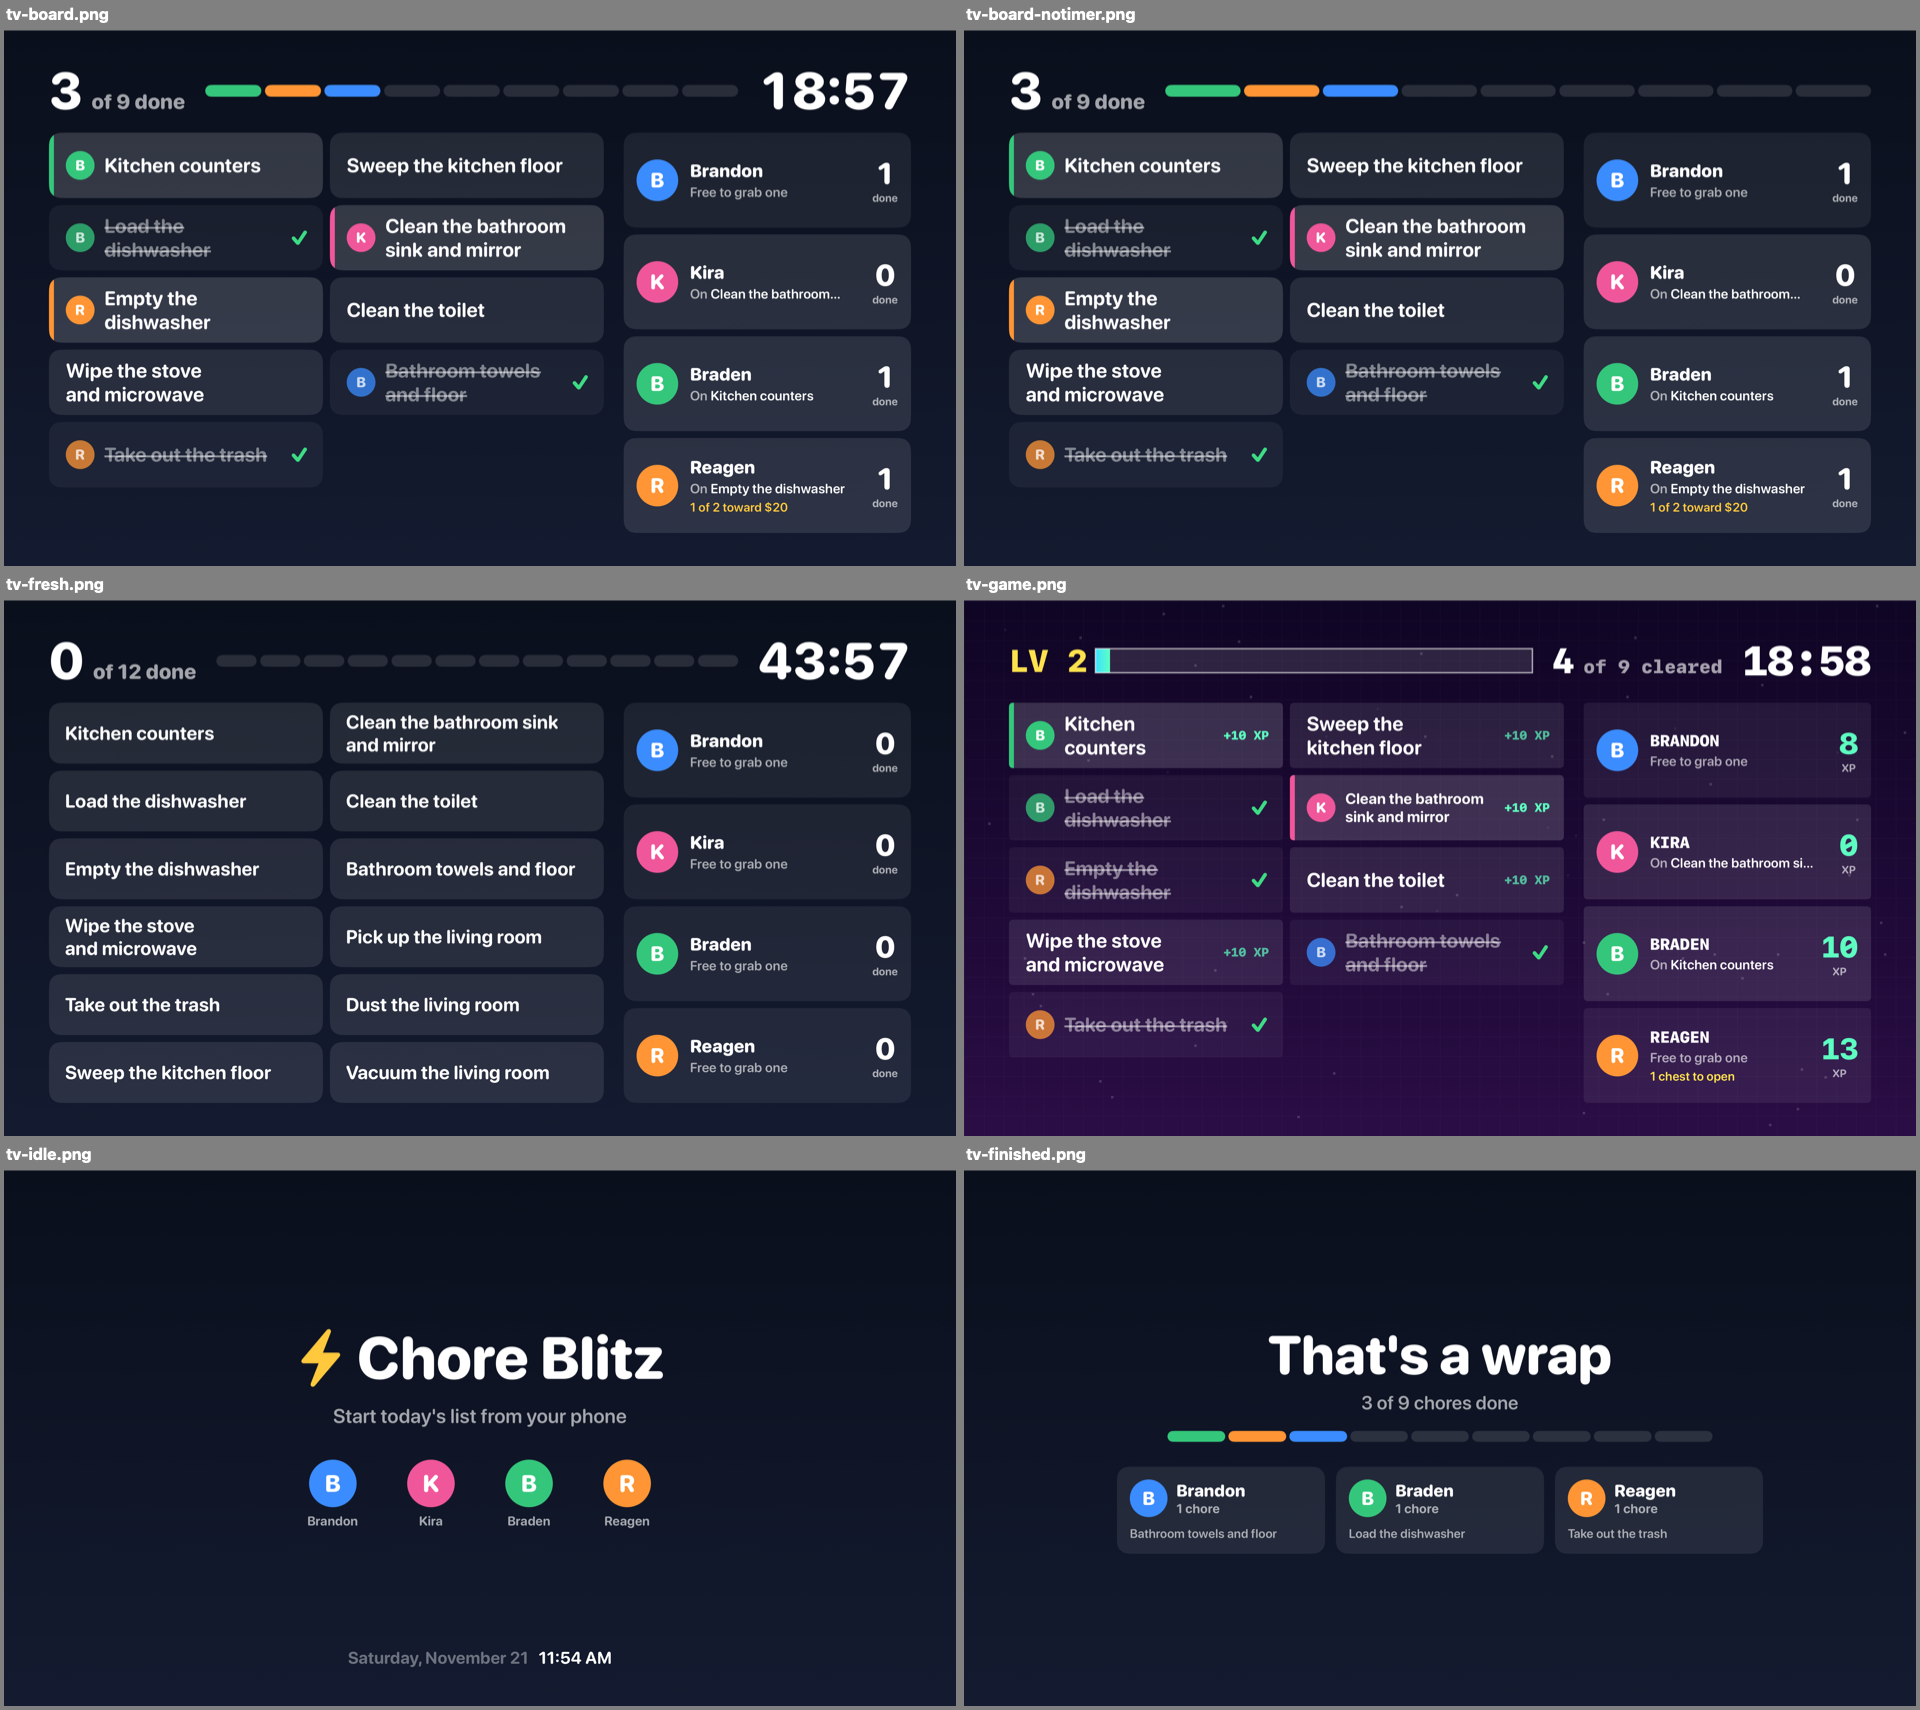 tv-board.png
3 of 9 done
18:57
B Kitchen counters
Sweep the kitchen floor
B Load the
dishwasher
K Clean the bathroom
sink and mirror
R Empty the
dishwasher
Clean the toilet
Wipe the stove
and microwave
B Bathroom towels
and floor
R Take out the trash
B Brandon
Free to grab one
1
done
K Kira
On Clean the bathroom...
0
done
B Braden
On Kitchen counters
1
done
R Reagen
On Empty the dishwasher
1 of 2 toward $20
1
done
tv-board-notimer.png
3 of 9 done
B Kitchen counters
Sweep the kitchen floor
B Load the
dishwasher
K Clean the bathroom
sink and mirror
R Empty the
dishwasher
Clean the toilet
Wipe the stove
and microwave
B Bathroom towels
and floor
R Take out the trash
B Brandon
Free to grab one
1
done
K Kira
On Clean the bathroom...
0
done
B Braden
On Kitchen counters
1
done
R Reagen
On Empty the dishwasher
1 of 2 toward $20
1
done
tv-fresh.png
0 of 12 done
43:57
Kitchen counters
Clean the bathroom sink
and mirror
Load the dishwasher
Clean the toilet
Empty the dishwasher
Bathroom towels and floor
Wipe the stove
and microwave
Pick up the living room
Take out the trash
Dust the living room
Sweep the kitchen floor
Vacuum the living room
B Brandon
Free to grab one
0
done
K Kira
Free to grab one
0
done
B Braden
Free to grab one
0
done
R Reagen
Free to grab one
0
done
tv-game.png
LV 2
4 of 9 cleared
18:58
B Kitchen
counters
+10 XP
Sweep the
kitchen floor
+10 XP
B Load the
dishwasher
K Clean the bathroom
sink and mirror
+10 XP
R Empty the
dishwasher
Clean the toilet
+10 XP
Wipe the stove
and microwave
+10 XP
B Bathroom towels
and floor
R Take out the trash
B BRANDON
Free to grab one
8
XP
K KIRA
On Clean the bathroom si...
0
XP
B BRADEN
On Kitchen counters
10
XP
R REAGEN
Free to grab one
1 chest to open
13
XP
tv-idle.png
Chore Blitz
Start today's list from your phone
B K B R
Brandon Kira Braden Reagen
Saturday, November 21 11:54 AM
tv-finished.png
That's a wrap
3 of 9 chores done
B Brandon
1 chore
Bathroom towels and floor
B Braden
1 chore
Load the dishwasher
R Reagen
1 chore
Take out the trash